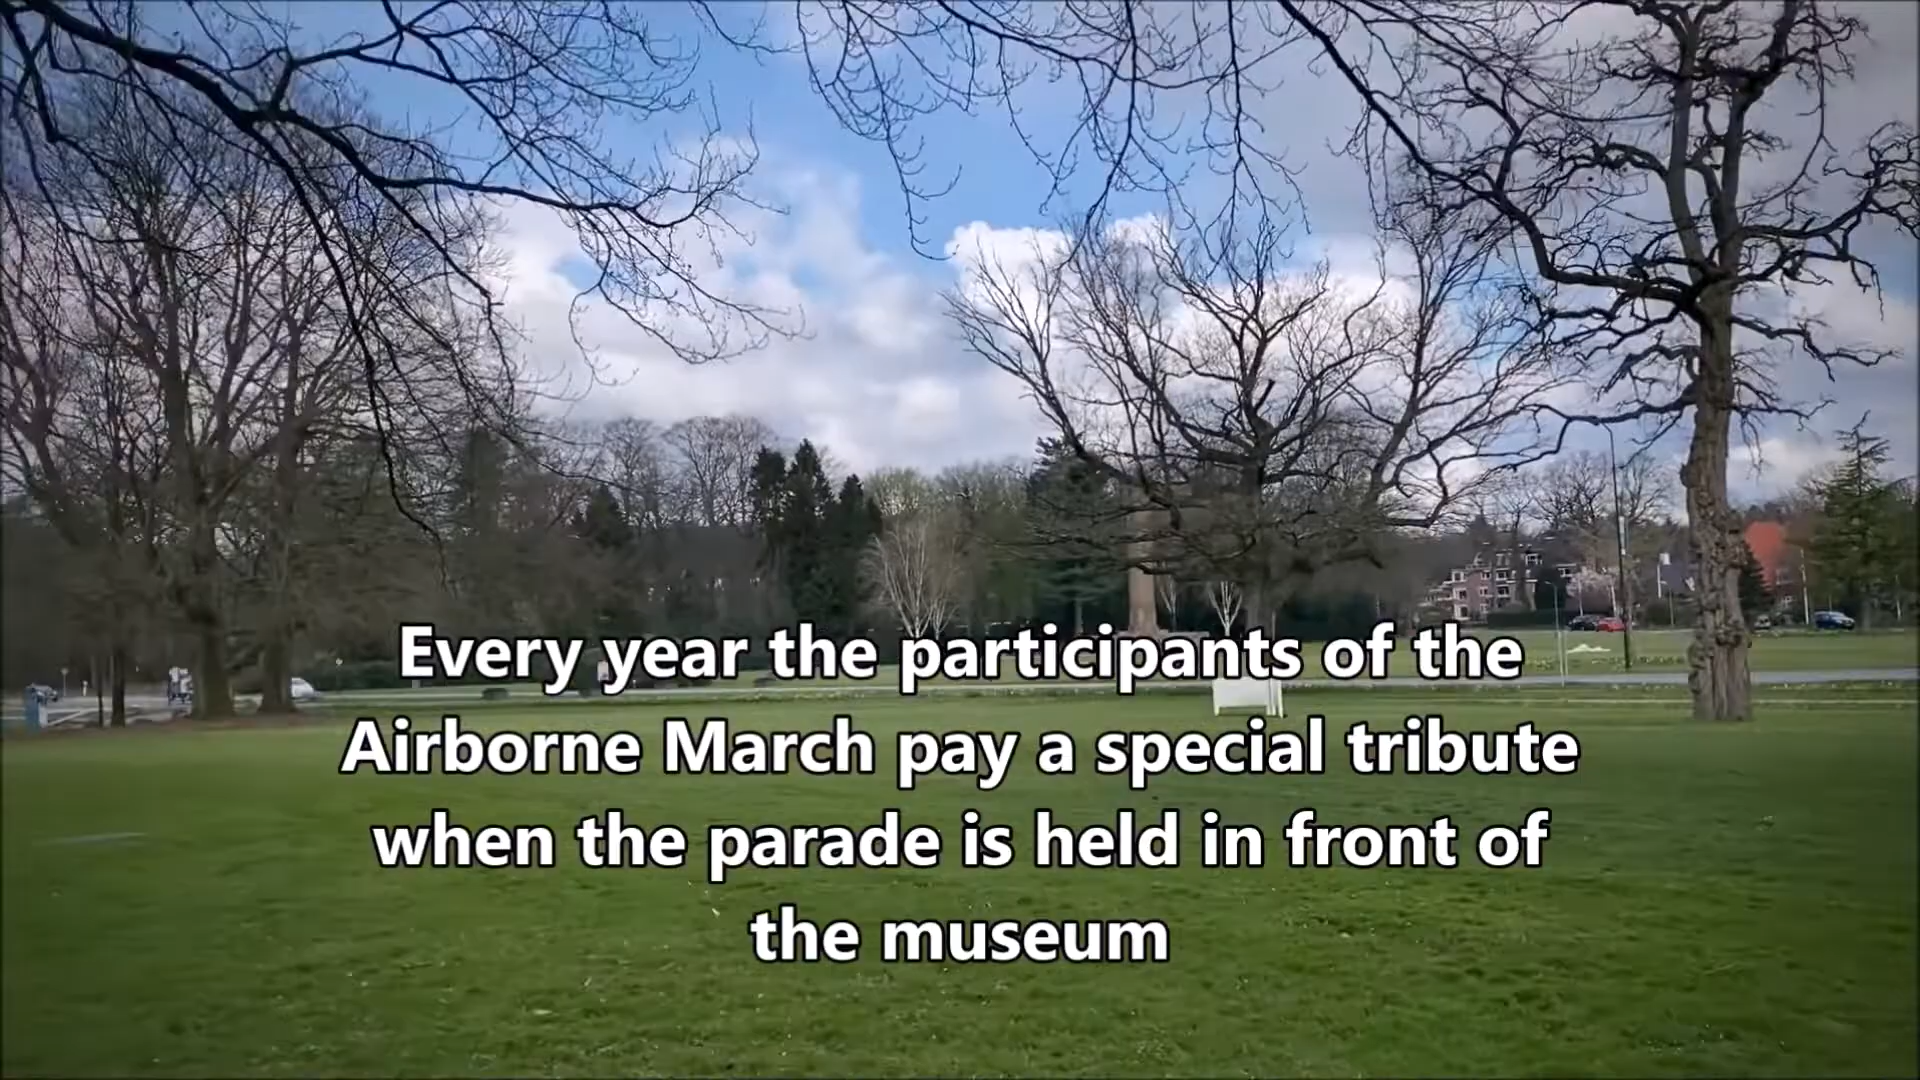 Every year the participants of the
Airborne March pay a special tribute
when the parade is held in front of
the museum